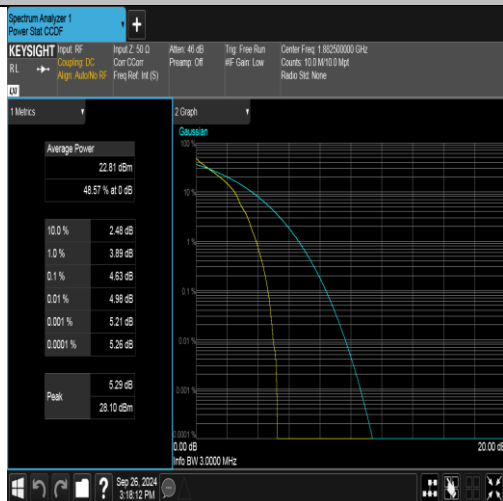 Spectrum Analyzer 1
Power Stat CCDF
+
KEYSIGHT
Input: RF
Coupling: DC
Align: Auto/No RF
Input Z: 50 Ω
Corr CCorr
Freq Ref: Int (S)
Atten: 46 dB
Preamp: Off
Trig: Free Run
#IF Gain: Low
Center Freq: 1.882500000 GHz
Counts: 10.0 M/10.0 Mpt
Radio Std: None
RL
LXI
1 Metrics
Average Power
22.81 dBm
48.57 % at 0 dB
10.0 % 2.48 dB
1.0 % 3.89 dB
0.1 % 4.63 dB
0.01 % 4.98 dB
0.001 % 5.21 dB
0.0001 % 5.26 dB
Peak
5.29 dB
28.10 dBm
2 Graph
Gaussian
100 %
10 %
1 %
0.1 %
0.01 %
0.001 %
0.0001 %
0.00 dB
20.00 dB
Info BW 3.0000 MHz
?
Sep 26, 2024
3:18:12 PM